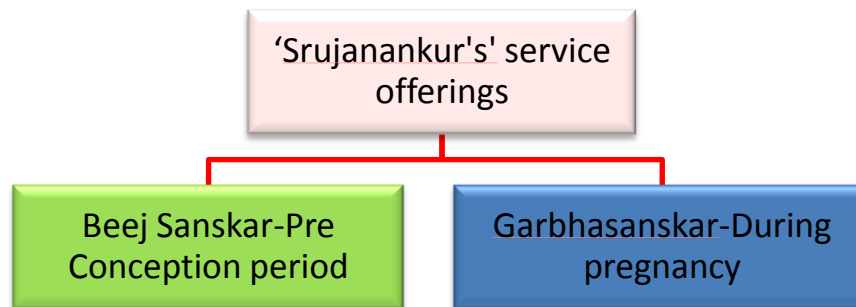 ‘Srujanankur's' service
offerings
Beej Sanskar-Pre
Conception period
Garbhasanskar-During
pregnancy